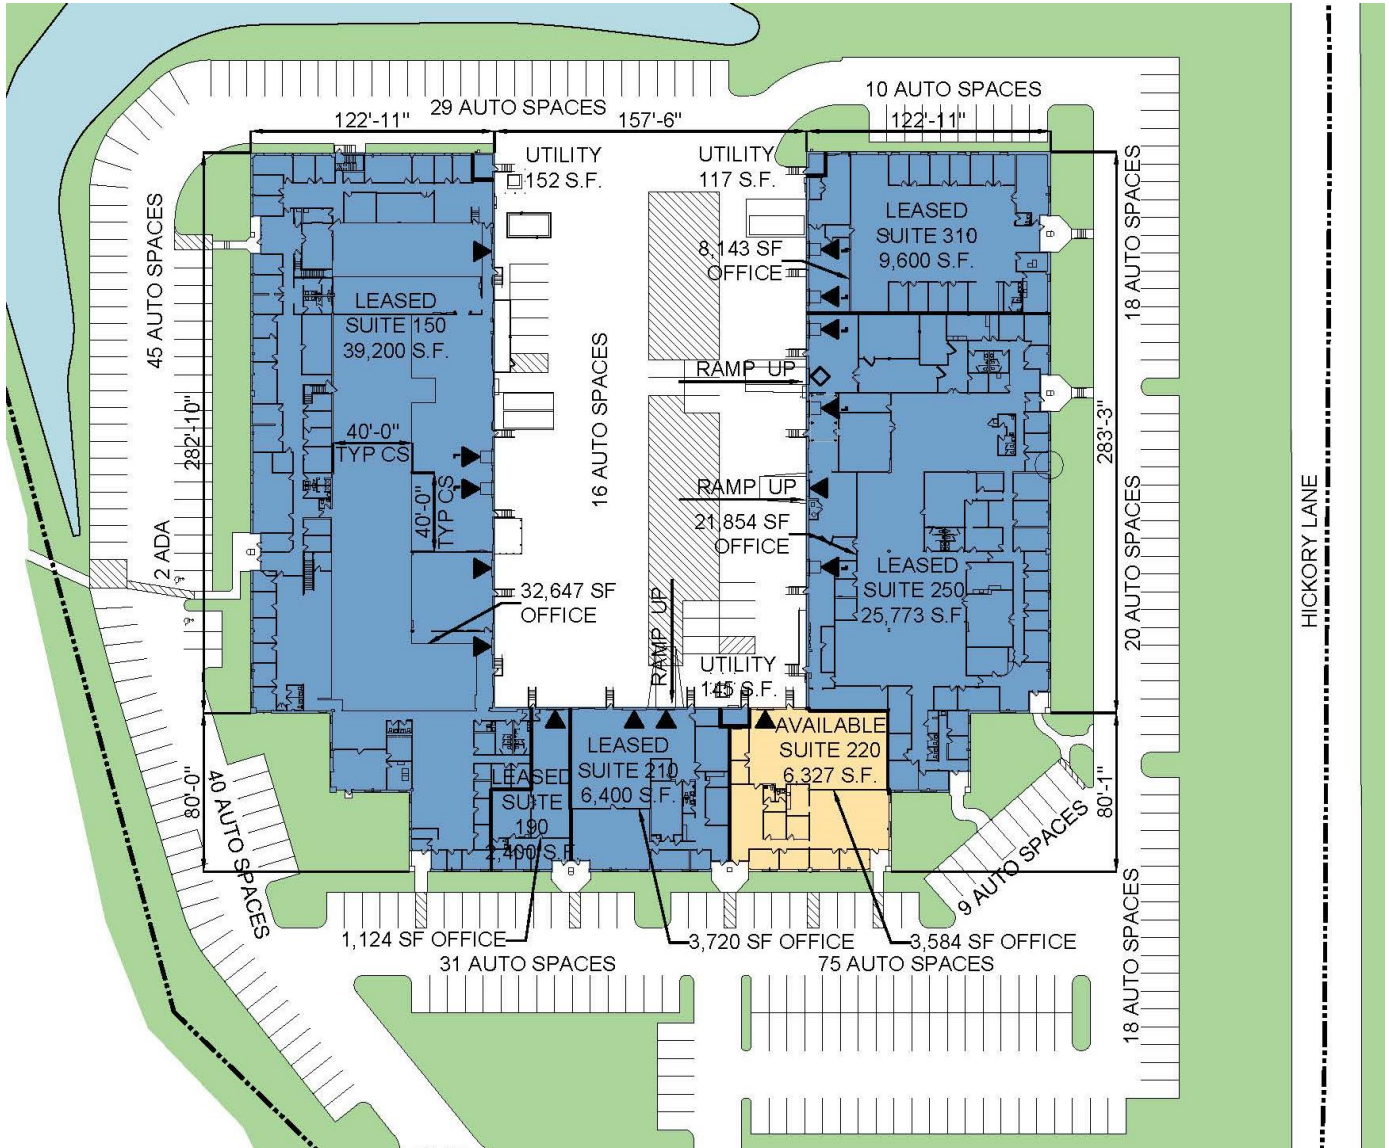 29 AUTO SPACES
10 AUTO SPACES
122'-11"
157'-6"
122'-11"
UTILITY
152 S.F.
UTILITY
117 S.F.
LEASED
SUITE 310
9,600 S.F.
8,143 SF
OFFICE
18 AUTO SPACES
45 AUTO SPACES
LEASED
SUITE 150
39,200 S.F.
16 AUTO SPACES
RAMP UP
282'-10"
283'-3"
40'-0"
TYP CS
40'-0"
TYP CS
RAMP UP
21,854 SF
OFFICE
2 ADA
HICKORY LANE
20 AUTO SPACES
LEASED
SUITE 250
25,773 S.F.
32,647 SF
OFFICE
RAMP UP
UTILITY
145 S.F.
LEASED
SUITE 210
6,400 S.F.
AVAILABLE
SUITE 220
6,327 S.F.
LEASED
SUITE
190
2,400 S.F.
80'-0"
80'-1"
40 AUTO SPACES
9 AUTO SPACES
18 AUTO SPACES
1,124 SF OFFICE
3,720 SF OFFICE
3,584 SF OFFICE
31 AUTO SPACES
75 AUTO SPACES